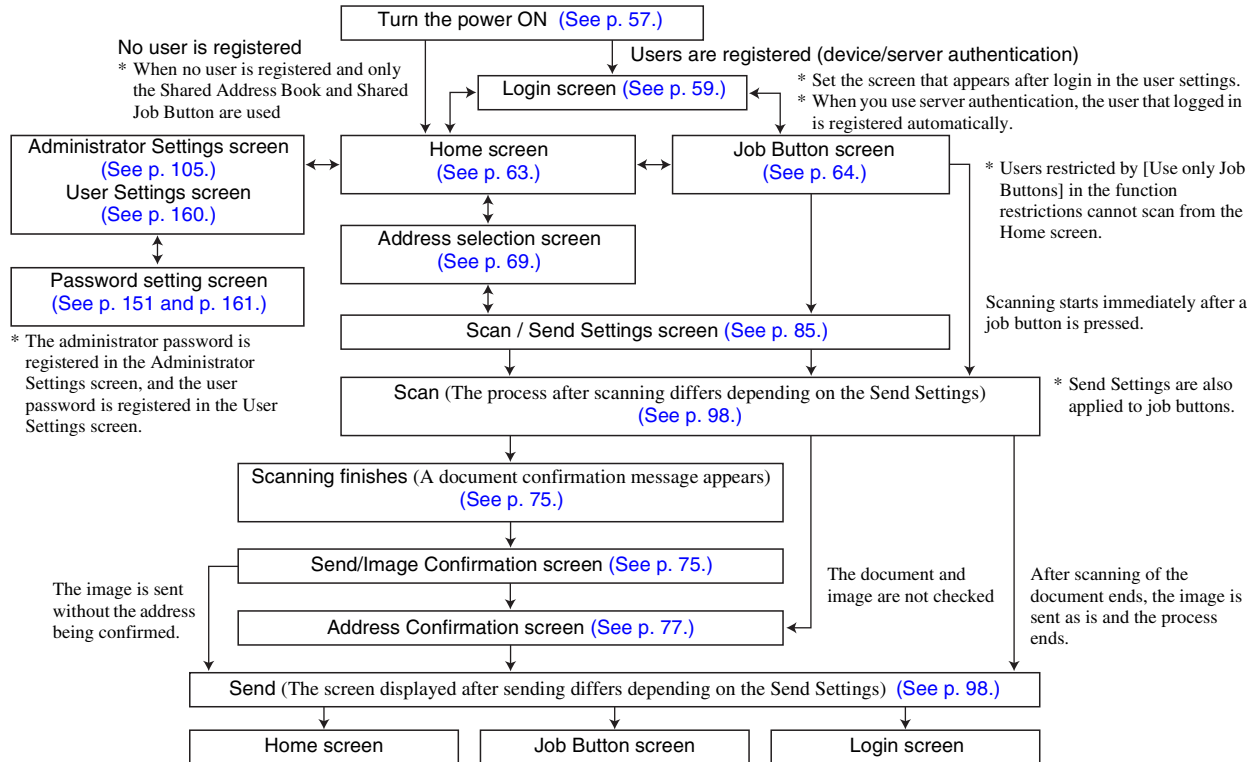 Turn the power ON (See p. 57.)
No user is registered
* When no user is registered and only
the Shared Address Book and Shared
Job Button are used
Users are registered (device/server authentication)
Login screen (See p. 59.)
* Set the screen that appears after login in the user settings.
* When you use server authentication, the user that logged in
is registered automatically.
Administrator Settings screen
(See p. 105.)
User Settings screen
(See p. 160.)
Home screen
(See p. 63.)
Job Button screen
(See p. 64.)
* Users restricted by [Use only Job
Buttons] in the function
restrictions cannot scan from the
Home screen.
Address selection screen
(See p. 69.)
Password setting screen
(See p. 151 and p. 161.)
* The administrator password is
registered in the Administrator
Settings screen, and the user
password is registered in the User
Settings screen.
Scanning starts immediately after a
job button is pressed.
Scan / Send Settings screen (See p. 85.)
Scan (The process after scanning differs depending on the Send Settings)
(See p. 98.)
* Send Settings are also
applied to job buttons.
Scanning finishes (A document confirmation message appears)
(See p. 75.)
Send/Image Confirmation screen (See p. 75.)
The image is sent
without the address
being confirmed.
The document and
image are not checked
After scanning of the
document ends, the image is
sent as is and the process
ends.
Address Confirmation screen (See p. 77.)
Send (The screen displayed after sending differs depending on the Send Settings) (See p. 98.)
Home screen
Job Button screen
Login screen